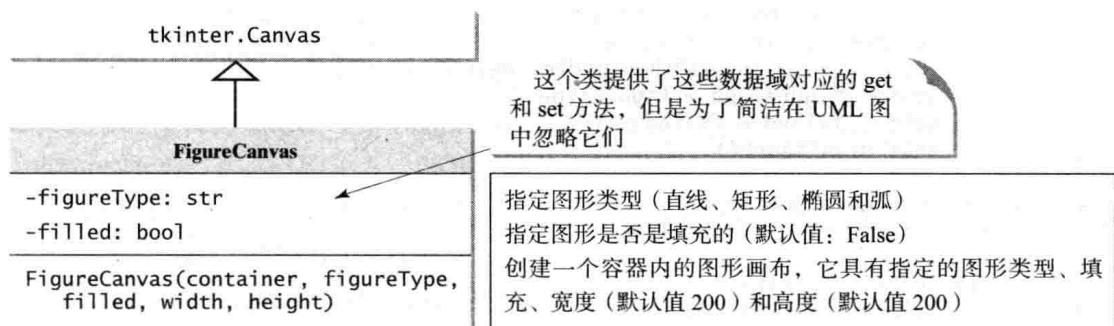 tkinter.Canvas
这个类提供了这些数据域对应的 get
和 set 方法，但是为了简洁在 UML 图
中忽略它们
FigureCanvas
-figureType: str
-filled: bool
FigureCanvas(container, figureType,
filled, width, height)
指定图形类型（直线、矩形、椭圆和弧）
指定图形是否是填充的（默认值：False）
创建一个容器内的图形画布，它具有指定的图形类型、填
充、宽度（默认值 200）和高度（默认值 200）